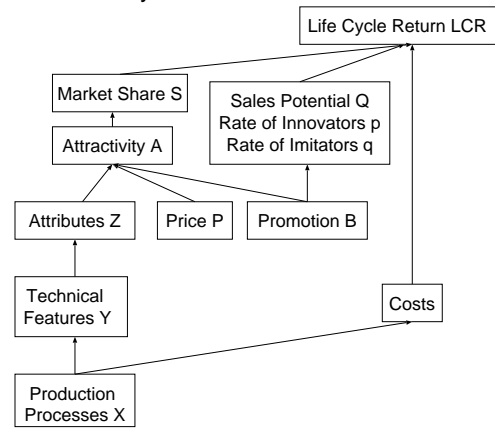 Life Cycle Return LCR
Market Share S
Sales Potential Q
Rate of Innovators p
Rate of Imitators q
Attractivity A
Attributes Z
Price P
Promotion B
Technical
Features Y
Costs
Production
Processes X